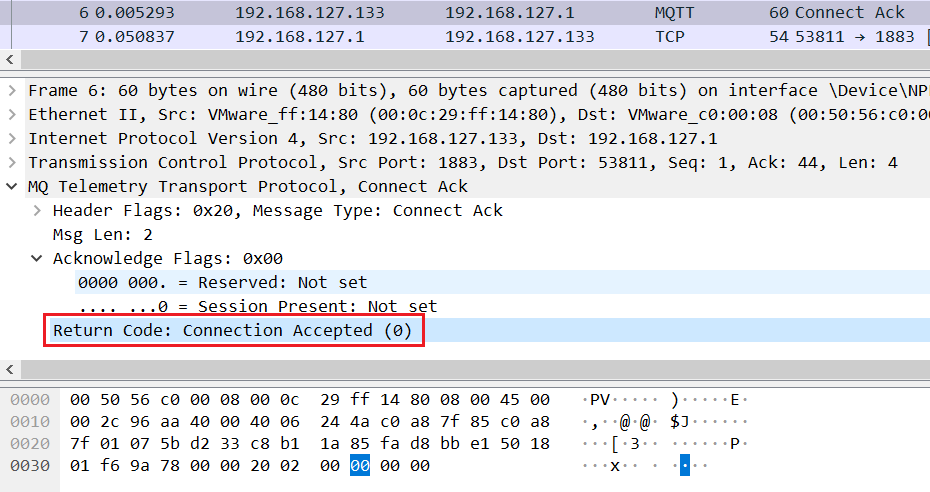 6 0.005293 192.168.127.133 192.168.127.1 MQTT 60 Connect Ack
7 0.050837 192.168.127.1 192.168.127.133 TCP 54 53811 → 1883 [
Frame 6: 60 bytes on wire (480 bits), 60 bytes captured (480 bits) on interface \Device\NP
Ethernet II, Src: VMware_ff:14:80 (00:0c:29:ff:14:80), Dst: VMware_c0:00:08 (00:50:56:c0:0
Internet Protocol Version 4, Src: 192.168.127.133, Dst: 192.168.127.1
Transmission Control Protocol, Src Port: 1883, Dst Port: 53811, Seq: 1, Ack: 44, Len: 4
MQ Telemetry Transport Protocol, Connect Ack
Header Flags: 0x20, Message Type: Connect Ack
Msg Len: 2
Acknowledge Flags: 0x00
0000 000. = Reserved: Not set
.... ...0 = Session Present: Not set
Return Code: Connection Accepted (0)
0000 00 50 56 c0 00 08 00 0c 29 ff 14 80 08 00 45 00 ·PV····· )·····E·
0010 00 2c 96 aa 40 00 40 06 24 4a c0 a8 7f 85 c0 a8 ·,··@·@· $J······
0020 7f 01 07 5b d2 33 c8 b1 1a 85 fa d8 bb e1 50 18 ···[·3·· ······P·
0030 01 f6 9a 78 00 00 20 02 00 00 00 00 ···x·· · ····